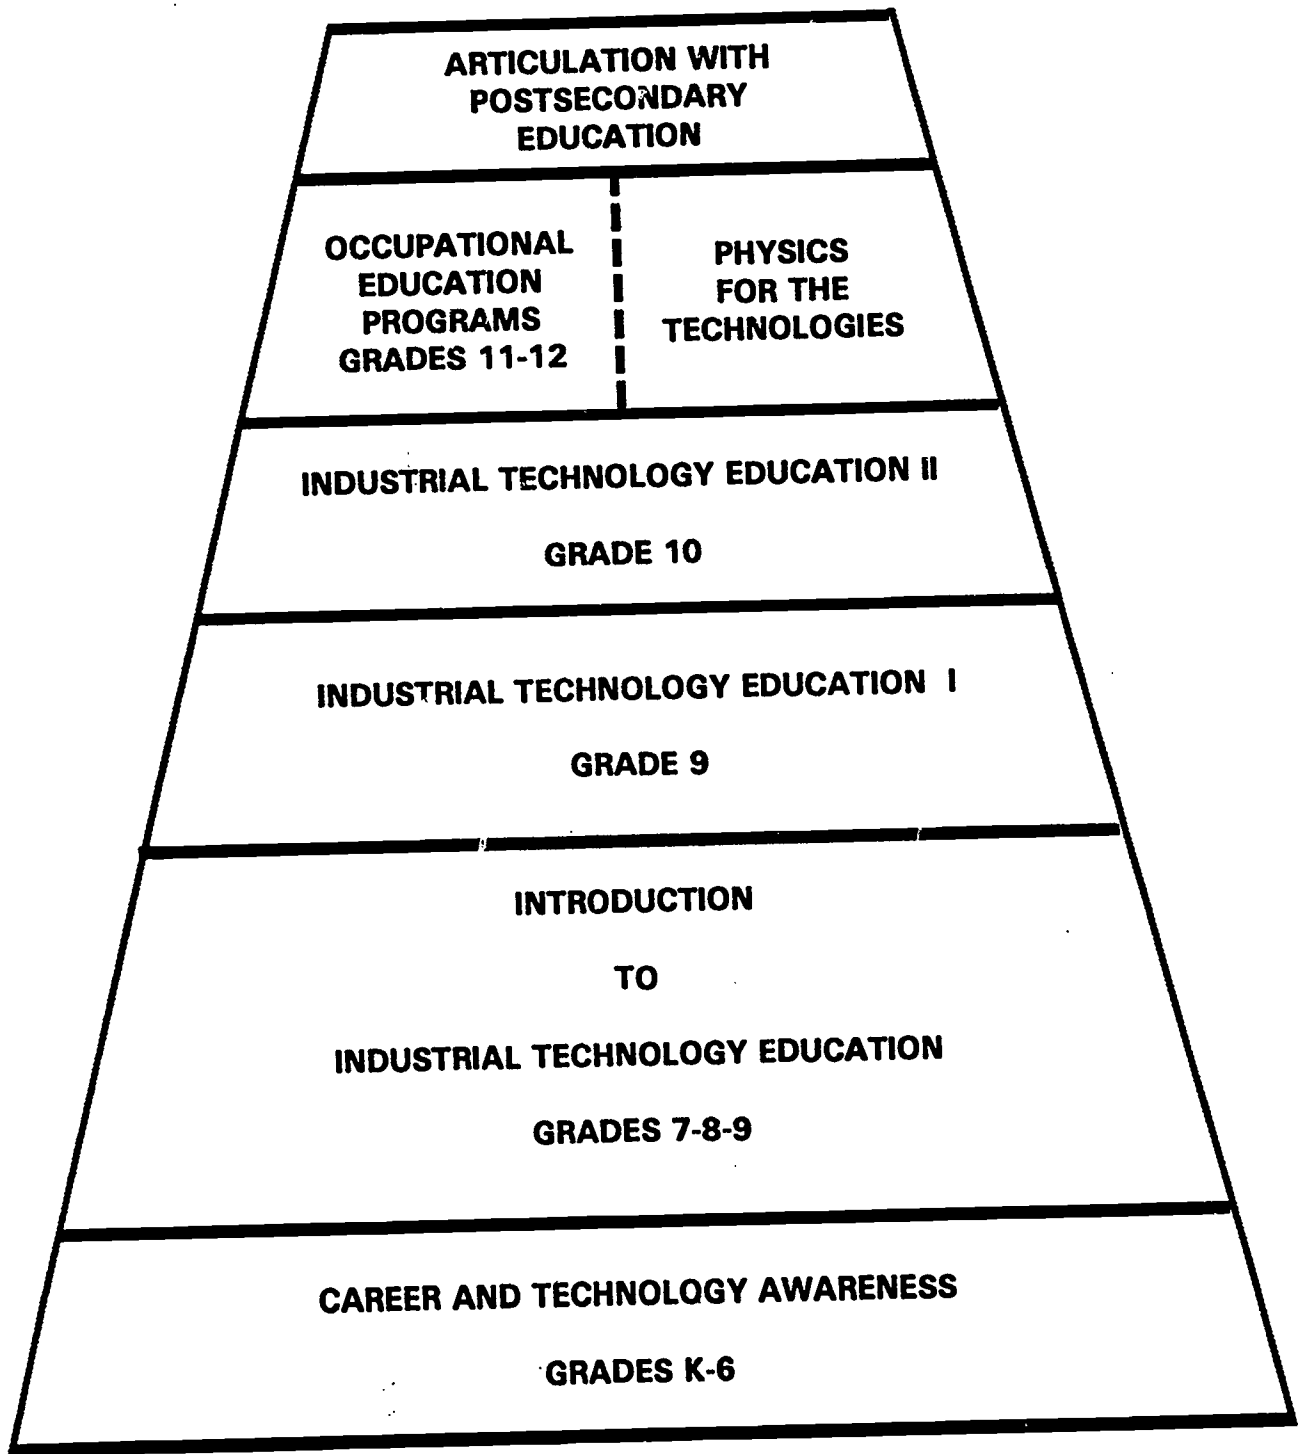 ARTICULATION WITH
POSTSECONDARY
EDUCATION
OCCUPATIONAL
EDUCATION
PROGRAMS
GRADES 11-12
PHYSICS
FOR THE
TECHNOLOGIES
INDUSTRIAL TECHNOLOGY EDUCATION II
GRADE 10
INDUSTRIAL TECHNOLOGY EDUCATION I
GRADE 9
INTRODUCTION
TO
INDUSTRIAL TECHNOLOGY EDUCATION
GRADES 7-8-9
CAREER AND TECHNOLOGY AWARENESS
GRADES K-6